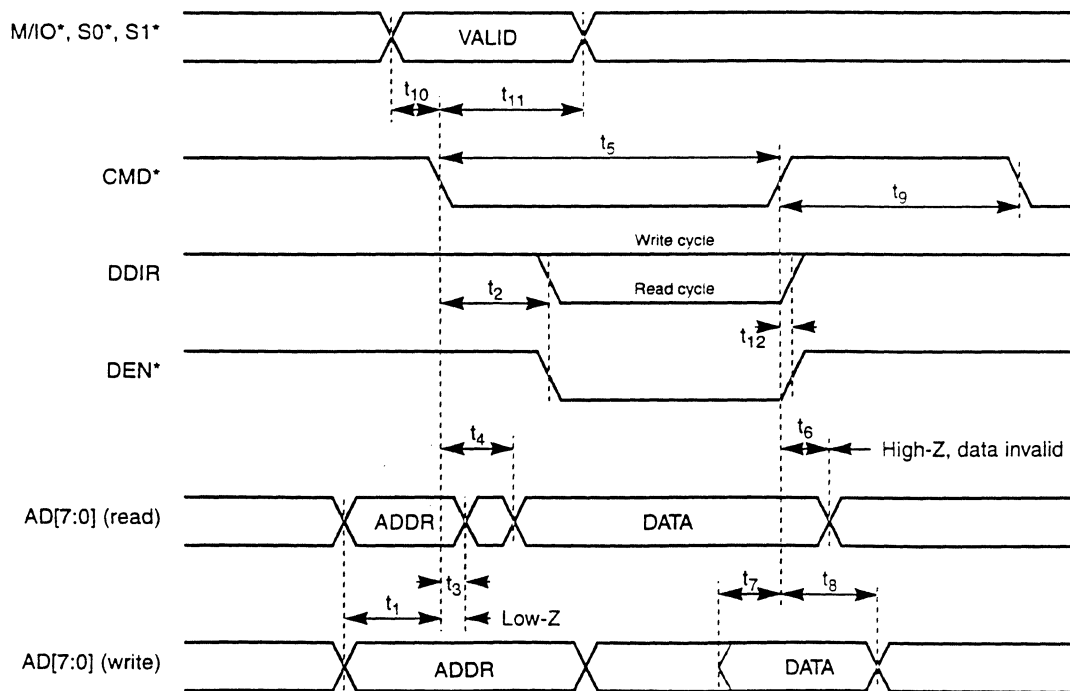 M/IO*, S0*, S1*
VALID
t10
t11
t5
CMD*
t9
Write cycle
DDIR
t2
Read cycle
t12
DEN*
t4
t6
High-Z, data invalid
AD[7:0] (read)
ADDR
DATA
t3
t7
t8
t1
Low-Z
AD[7:0] (write)
ADDR
DATA